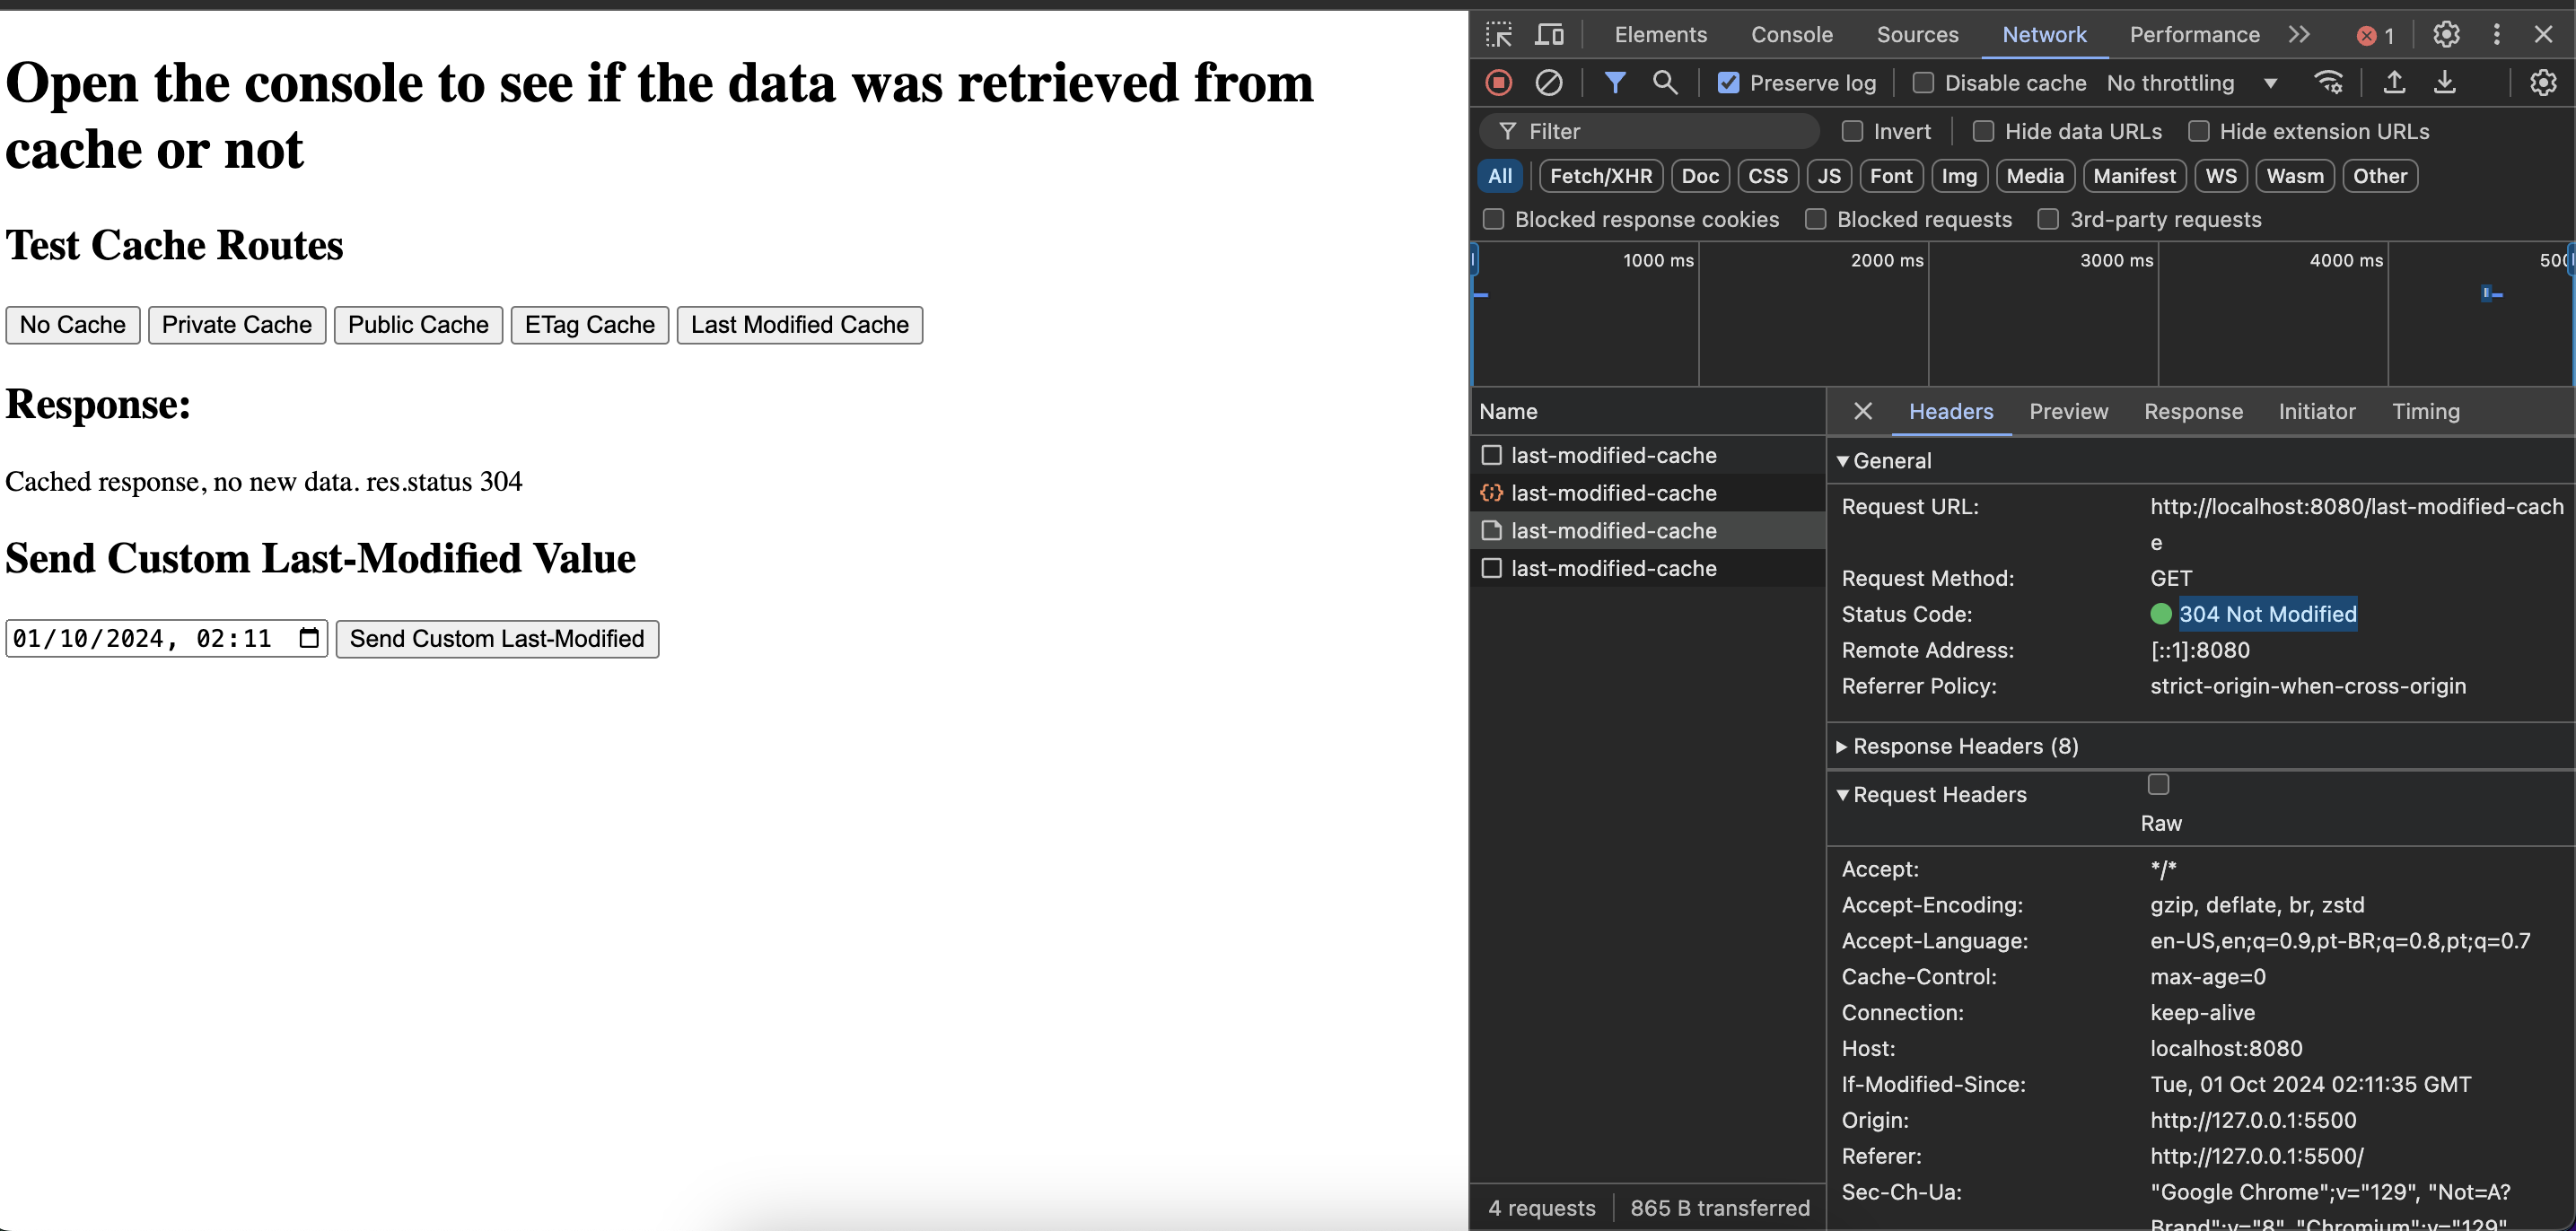 Open the console to see if the data was retrieved from
cache or not
Test Cache Routes
No Cache Private Cache Public Cache ETag Cache Last Modified Cache
Response:
Cached response, no new data. res.status 304
Send Custom Last-Modified Value
01/10/2024, 02:11 Send Custom Last-Modified
Elements Console Sources Network Performance 1
Preserve log Disable cache No throttling
Filter Invert Hide data URLs Hide extension URLs
All Fetch/XHR Doc CSS JS Font Img Media Manifest WS Wasm Other
Blocked response cookies Blocked requests 3rd-party requests
1000 ms 2000 ms 3000 ms 4000 ms 500
Name
last-modified-cache
last-modified-cache
last-modified-cache
last-modified-cache
4 requests 865 B transferred
Headers Preview Response Initiator Timing
General
Request URL: http://localhost:8080/last-modified-cach
e
Request Method: GET
Status Code: 304 Not Modified
Remote Address: [::1]:8080
Referrer Policy: strict-origin-when-cross-origin
Response Headers (8)
Request Headers
Raw
Accept: */*
Accept-Encoding: gzip, deflate, br, zstd
Accept-Language: en-US,en;q=0.9,pt-BR;q=0.8,pt;q=0.7
Cache-Control: max-age=0
Connection: keep-alive
Host: localhost:8080
If-Modified-Since: Tue, 01 Oct 2024 02:11:35 GMT
Origin: http://127.0.0.1:5500
Referer: http://127.0.0.1:5500/
Sec-Ch-Ua: "Google Chrome";v="129", "Not=A?
Brand";v="8", "Chromium";v="129"